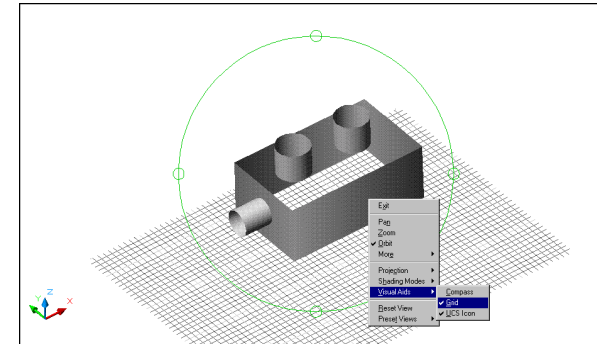 Exit
Pan
Zoom
Orbit
More
Projection
Shading Modes
Visual Aids
Reset View
Preset Views
Compass
Grid
UCS Icon
Z
Y
X